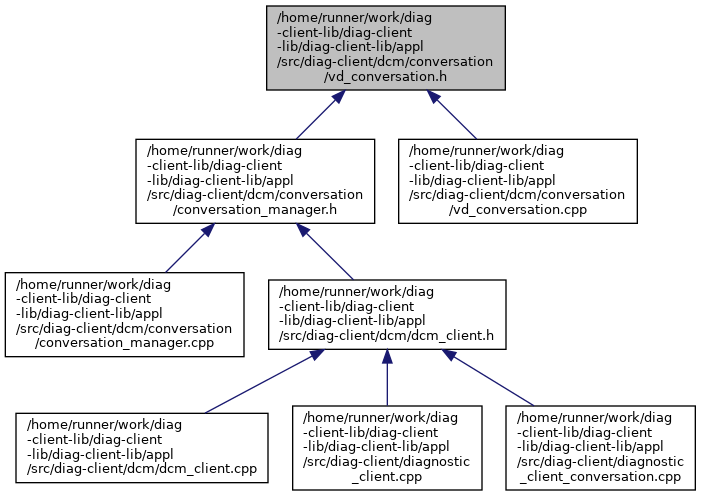 /home/runner/work/diag
-client-lib/diag-client
-lib/diag-client-lib/appl
/src/diag-client/dcm/conversation
/vd_conversation.h
/home/runner/work/diag
-client-lib/diag-client
-lib/diag-client-lib/appl
/src/diag-client/dcm/conversation
/conversation_manager.h
/home/runner/work/diag
-client-lib/diag-client
-lib/diag-client-lib/appl
/src/diag-client/dcm/conversation
/vd_conversation.cpp
/home/runner/work/diag
-client-lib/diag-client
-lib/diag-client-lib/appl
/src/diag-client/dcm/conversation
/conversation_manager.cpp
/home/runner/work/diag
-client-lib/diag-client
-lib/diag-client-lib/appl
/src/diag-client/dcm/dcm_client.h
/home/runner/work/diag
-client-lib/diag-client
-lib/diag-client-lib/appl
/src/diag-client/dcm/dcm_client.cpp
/home/runner/work/diag
-client-lib/diag-client
-lib/diag-client-lib/appl
/src/diag-client/diagnostic
_client.cpp
/home/runner/work/diag
-client-lib/diag-client
-lib/diag-client-lib/appl
/src/diag-client/diagnostic
_client_conversation.cpp